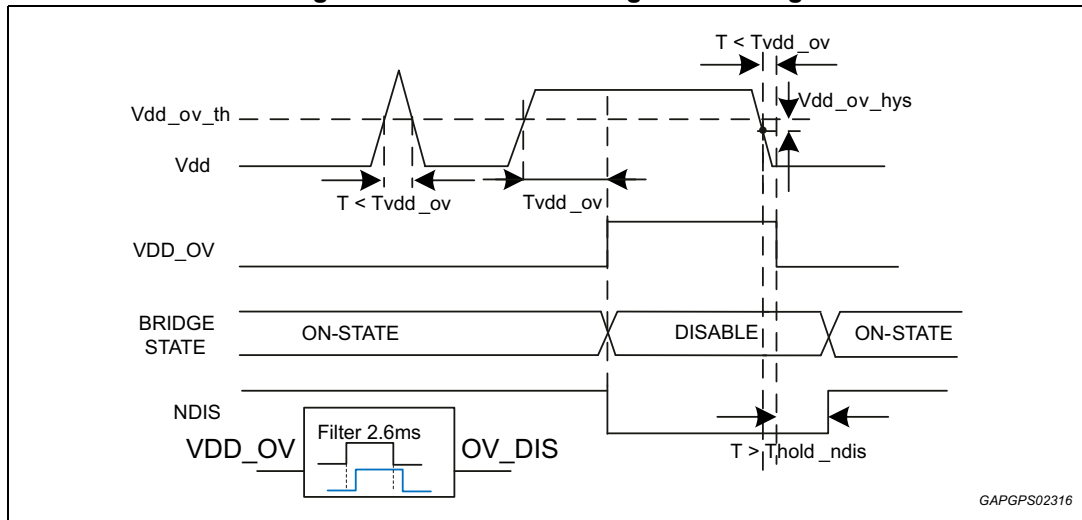 T < Tvdd_ov
Vdd_ov_hys
Vdd_ov_th
Vdd
T < Tvdd_ov
Tvdd_ov
VDD_OV
BRIDGE
STATE
ON-STATE
DISABLE
ON-STATE
NDIS
VDD_OV
Filter 2.6ms
OV_DIS
T > Thold_ndis
GAPGPS02316